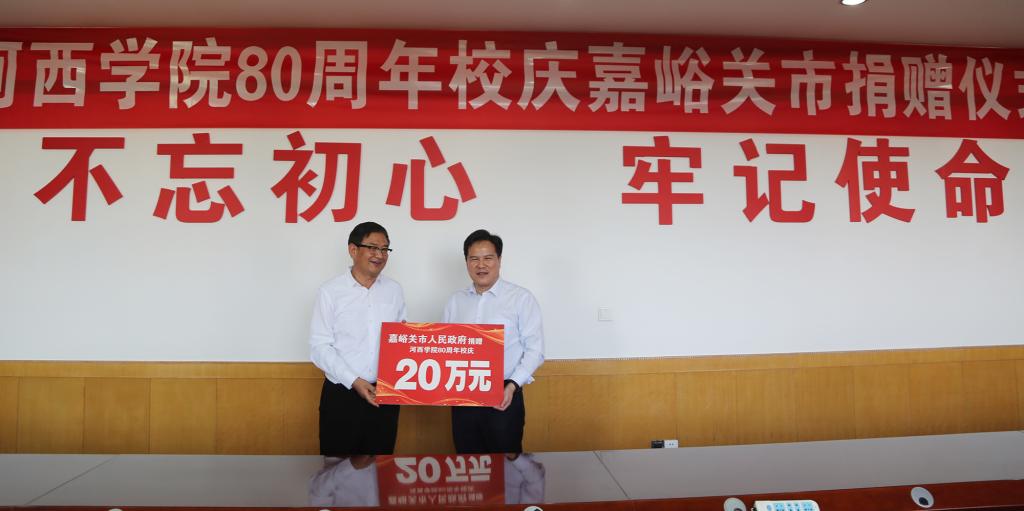 河西学院80周年校庆嘉峪关市捐赠仪式
不忘初心 牢记使命
嘉峪关市人民政府 捐赠
河西学院80周年校庆
20万元